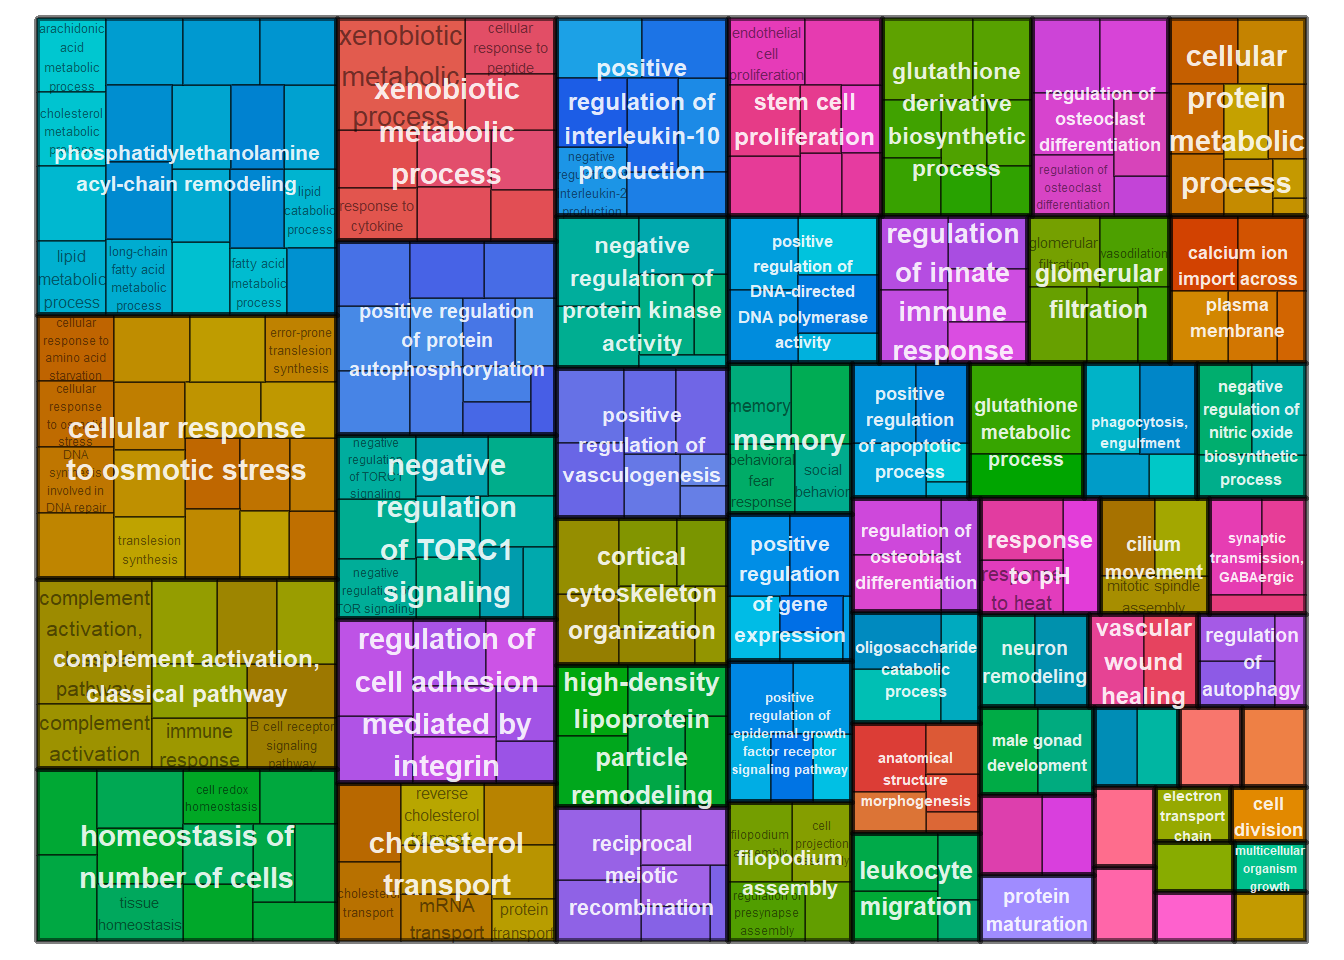 arachidonic
acid
metabolic
process
cholesterol
metabolic
process
phosphatidylethanolamine
acyl-chain remodeling
lipid
catabolic
process
lipid
metabolic
process
long-chain
fatty acid
metabolic
process
fatty acid
metabolic
process
cellular
response to
amino acid
starvation
error-prone
translesion
synthesis
cellular
response
to osmotic
stress
cellular response
to osmotic stress
DNA
synthesis
involved in
DNA repair
translesion
synthesis
complement
activation,
classical
pathway
complement activation,
classical pathway
complement
activation
immune
response
B cell receptor
signaling
pathway
cell redox
homeostasis
homeostasis of
number of cells
tissue
homeostasis
xenobiotic
metabolic
process
cellular
response to
peptide
xenobiotic
metabolic
process
response to
cytokine
positive regulation
of protein
autophosphorylation
negative
regulation
of TORC1
signaling
negative
regulation
of TORC1
signaling
negative
regulation
TOR signaling
regulation of
cell adhesion
mediated by
integrin
reverse
cholesterol
transport
cholesterol
transport
cholesterol
transport
mRNA
transport
protein
transport
positive
regulation of
interleukin-10
production
negative
regulation
interleukin-2
production
negative
regulation of
protein kinase
activity
positive
regulation of
vasculogenesis
cortical
cytoskeleton
organization
high-density
lipoprotein
particle
remodeling
reciprocal
meiotic
recombination
endothelial
cell
proliferation
stem cell
proliferation
positive
regulation of
DNA-directed
DNA polymerase
activity
memory
memory
behavioral
fear
response
social
behavior
positive
regulation
of gene
expression
positive
regulation of
epidermal growth
factor receptor
signaling pathway
filopodium
assembly
cell
projection
assembly
filopodium
assembly
regulation of
presynapse
assembly
glutathione
derivative
biosynthetic
process
regulation of
osteoclast
differentiation
regulation of
osteoclast
differentiation
cellular
protein
metabolic
process
regulation
of innate
immune
response
glomerular
filtration
vasodilation
glomerular
filtration
calcium ion
import across
plasma
membrane
positive
regulation
of apoptotic
process
glutathione
metabolic
process
phagocytosis,
engulfment
negative
regulation of
nitric oxide
biosynthetic
process
regulation of
osteoblast
differentiation
response
to pH
response
to heat
cilium
movement
mitotic spindle
assembly
synaptic
transmission,
GABAergic
oligosaccharide
catabolic
process
neuron
remodeling
vascular
wound
healing
regulation
of
autophagy
anatomical
structure
morphogenesis
male gonad
development
leukocyte
migration
protein
maturation
electron
transport
chain
cell
division
multicellular
organism
growth